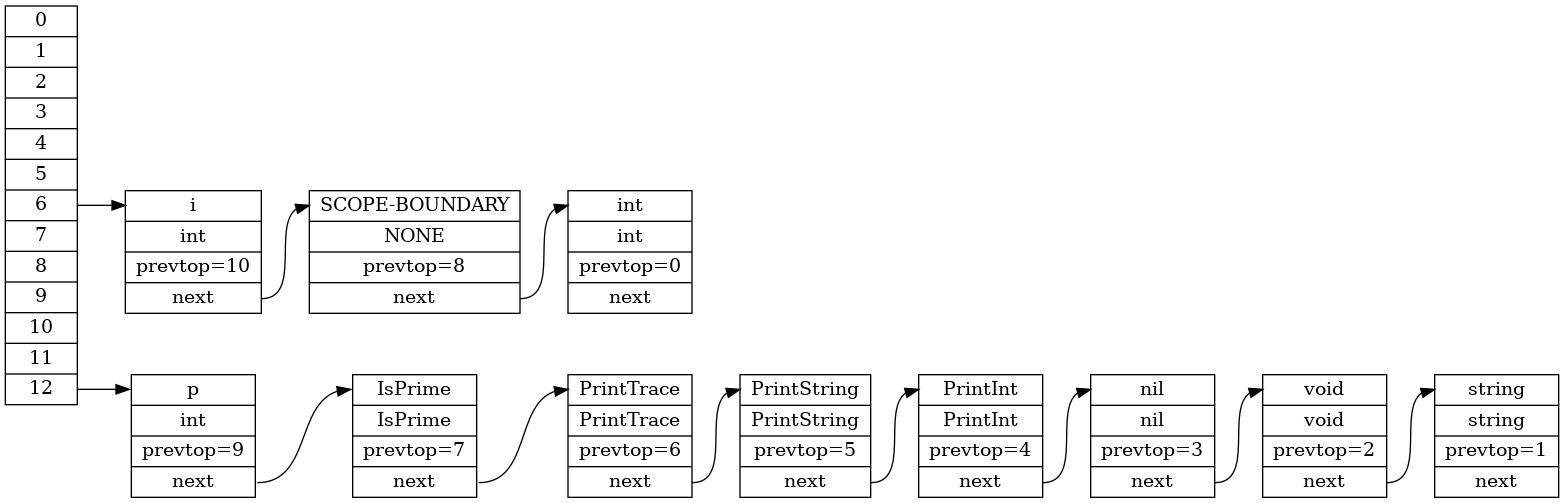 0
1
2
3
4
5
6
7
8
9
10
11
12
i
int
prevtop=10
next
SCOPE-BOUNDARY
NONE
prevtop=8
next
int
int
prevtop=0
next
p
int
prevtop=9
next
IsPrime
IsPrime
prevtop=7
next
PrintTrace
PrintTrace
prevtop=6
next
PrintString
PrintString
prevtop=5
next
PrintInt
PrintInt
prevtop=4
next
nil
nil
prevtop=3
next
void
void
prevtop=2
next
string
string
prevtop=1
next